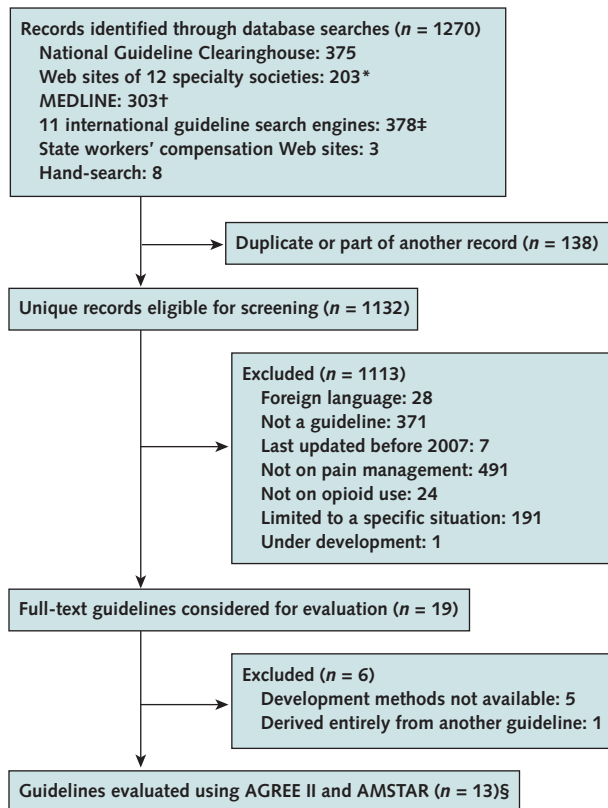 Records identified through database searches (n = 1270)
National Guideline Clearinghouse: 375
Web sites of 12 specialty societies: 203*
MEDLINE: 303†
11 international guideline search engines: 378‡
State workers’ compensation Web sites: 3
Hand-search: 8
Duplicate or part of another record (n = 138)
Unique records eligible for screening (n = 1132)
Excluded (n = 1113)
Foreign language: 28
Not a guideline: 371
Last updated before 2007: 7
Not on pain management: 491
Not on opioid use: 24
Limited to a specific situation: 191
Under development: 1
Full-text guidelines considered for evaluation (n = 19)
Excluded (n = 6)
Development methods not available: 5
Derived entirely from another guideline: 1
Guidelines evaluated using AGREE II and AMSTAR (n = 13)§